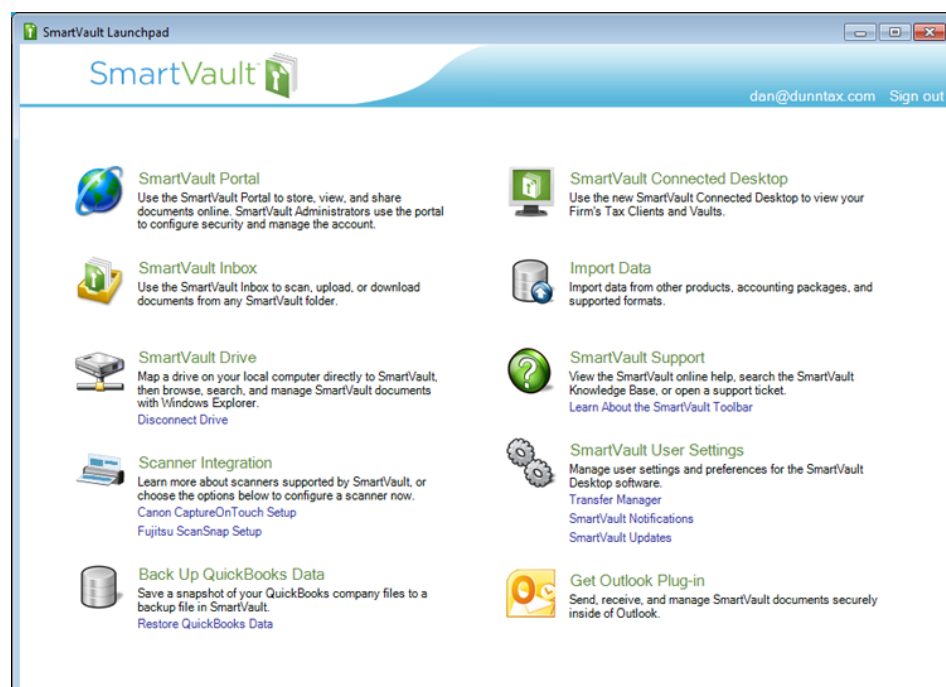 SmartVault Launchpad
SmartVault
dan@dunntax.com Sign out
SmartVault Portal
Use the SmartVault Portal to store, view, and share
documents online. SmartVault Administrators use the portal
to configure security and manage the account.
SmartVault Inbox
Use the SmartVault Inbox to scan, upload, or download
documents from any SmartVault folder.
SmartVault Drive
Map a drive on your local computer directly to SmartVault,
then browse, search, and manage SmartVault documents
with Windows Explorer.
Disconnect Drive
Scanner Integration
Learn more about scanners supported by SmartVault, or
choose the options below to configure a scanner now.
Canon CaptureOnTouch Setup
Fujitsu ScanSnap Setup
Back Up QuickBooks Data
Save a snapshot of your QuickBooks company files to a
backup file in SmartVault.
Restore QuickBooks Data
SmartVault Connected Desktop
Use the new SmartVault Connected Desktop to view your
Firm's Tax Clients and Vaults.
Import Data
Import data from other products, accounting packages, and
supported formats.
SmartVault Support
View the SmartVault online help, search the SmartVault
Knowledge Base, or open a support ticket.
Learn About the SmartVault Toolbar
SmartVault User Settings
Manage user settings and preferences for the SmartVault
Desktop software.
Transfer Manager
SmartVault Notifications
SmartVault Updates
Get Outlook Plug-in
Send, receive, and manage SmartVault documents securely
inside of Outlook.